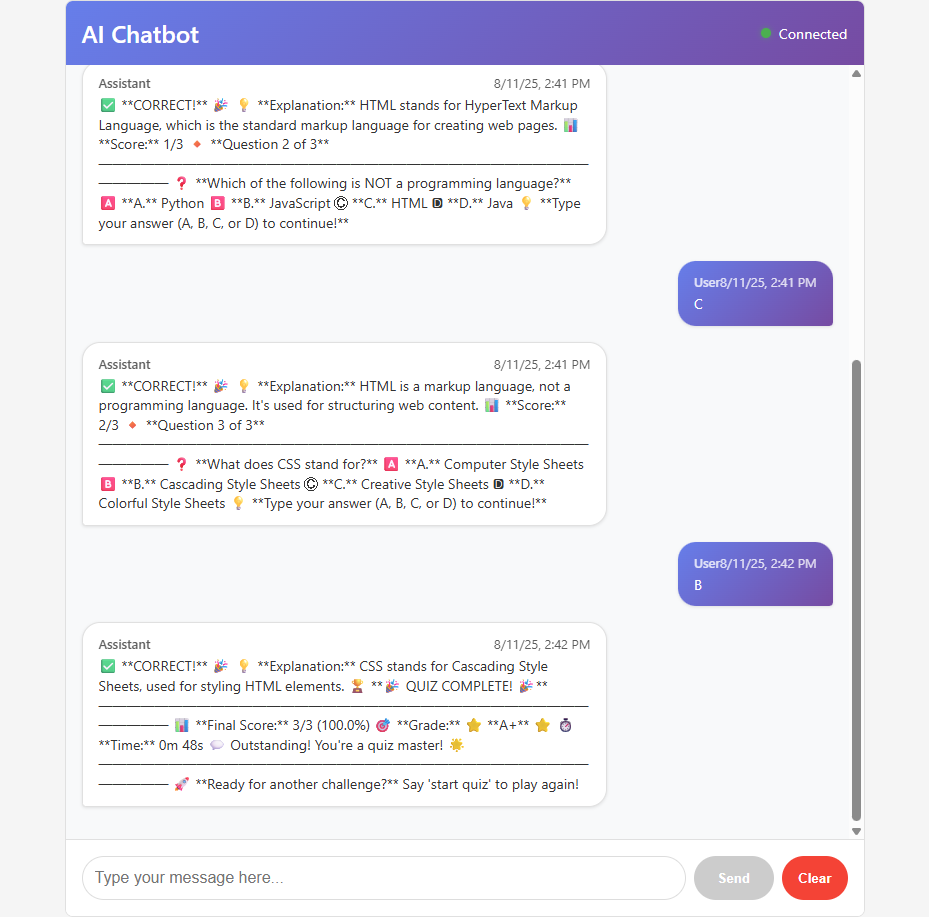 AI Chatbot
Connected
Assistant 8/11/25, 2:41 PM
✅ **CORRECT!** 🎉 💡 **Explanation:** HTML stands for HyperText Markup
Language, which is the standard markup language for creating web pages. 📊
**Score:** 1/3 🔸 **Question 2 of 3**
━━━━━━━━━━━━━━━━━━━━━━━━━━━━━━━━━━━
━━━━━ ❓ **Which of the following is NOT a programming language?**
🅰 **A.** Python 🅱 **B.** JavaScript 🅲 **C.** HTML 🅳 **D.** Java 💡 **Type
your answer (A, B, C, or D) to continue!**
User8/11/25, 2:41 PM
C
Assistant 8/11/25, 2:41 PM
✅ **CORRECT!** 🎉 💡 **Explanation:** HTML is a markup language, not a
programming language. It's used for structuring web content. 📊 **Score:**
2/3 🔸 **Question 3 of 3**
━━━━━━━━━━━━━━━━━━━━━━━━━━━━━━━━━━━
━━━━━ ❓ **What does CSS stand for?** 🅰 **A.** Computer Style Sheets
🅱 **B.** Cascading Style Sheets 🅲 **C.** Creative Style Sheets 🅳 **D.**
Colorful Style Sheets 💡 **Type your answer (A, B, C, or D) to continue!**
User8/11/25, 2:42 PM
B
Assistant 8/11/25, 2:42 PM
✅ **CORRECT!** 🎉 💡 **Explanation:** CSS stands for Cascading Style
Sheets, used for styling HTML elements. 🏆 **🎉 QUIZ COMPLETE! 🎉**
━━━━━━━━━━━━━━━━━━━━━━━━━━━━━━━━━━━
━━━━━ 📊 **Final Score:** 3/3 (100.0%) 🎯 **Grade:** ⭐ **A+** ⭐ ⏱
**Time:** 0m 48s 💬 Outstanding! You're a quiz master! 🌟
━━━━━━━━━━━━━━━━━━━━━━━━━━━━━━━━━━━
━━━━━ 🚀 **Ready for another challenge?** Say 'start quiz' to play again!
Type your message here...
Send
Clear